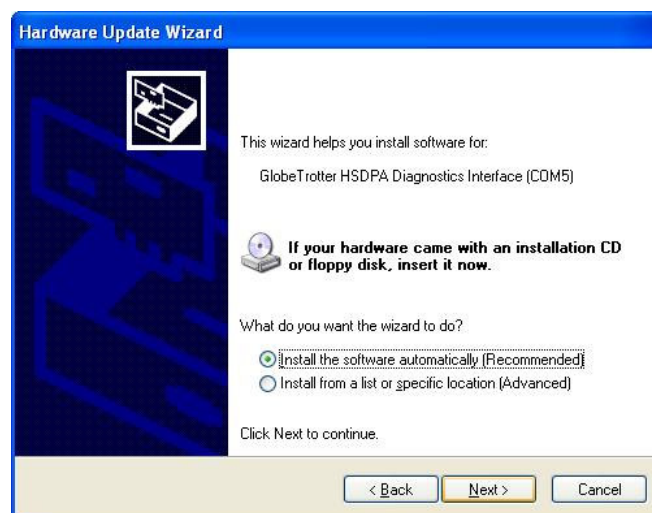 Hardware Update Wizard
This wizard helps you install software for:
GlobeTrotter HSDPA Diagnostics Interface (COM5)
If your hardware came with an installation CD
or floppy disk, insert it now.
What do you want the wizard to do?
Install the software automatically (Recommended)
Install from a list or specific location (Advanced)
Click Next to continue.
< Back Next > Cancel